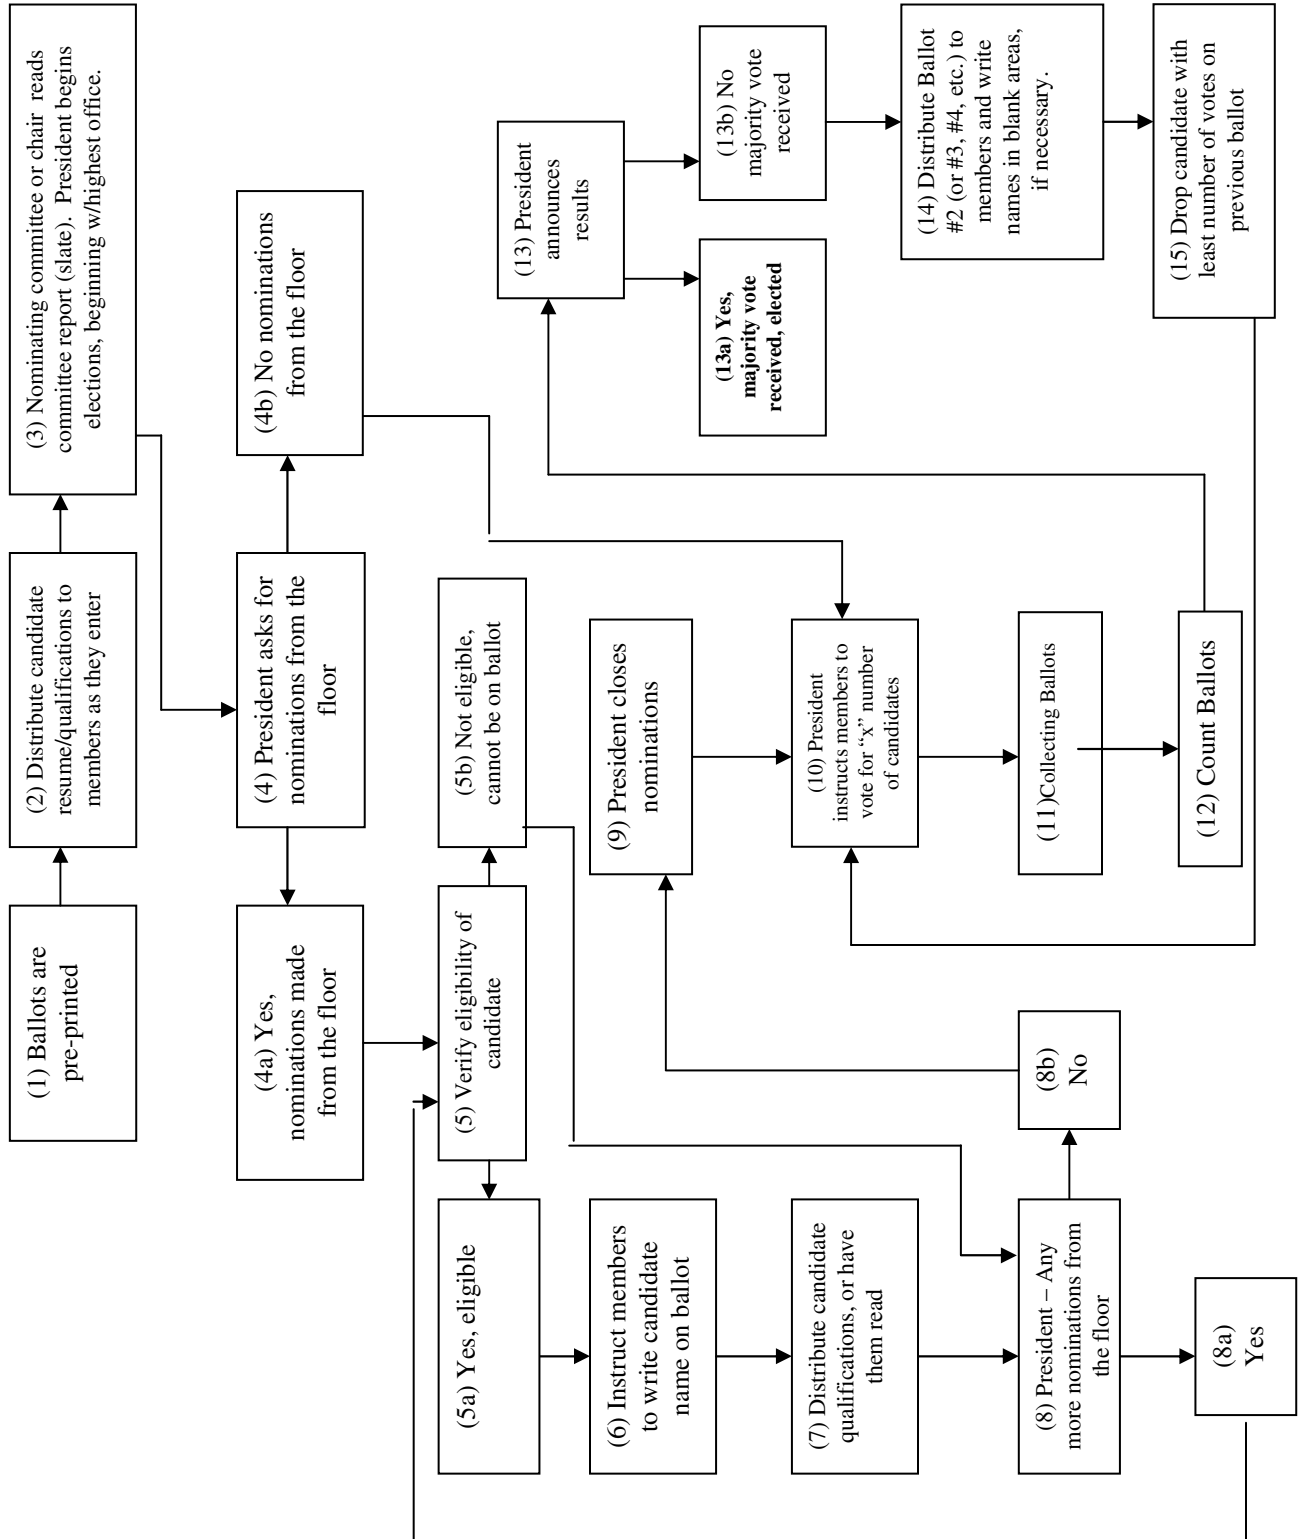 (1) Ballots are
pre-printed
(2) Distribute candidate
resume/qualifications to
members as they enter
(3) Nominating committee or chair reads
committee report (slate). President begins
elections, beginning w/highest office.
(4) President asks for
nominations from the
floor
(4a) Yes,
nominations made
from the floor
(4b) No nominations
from the floor
(5) Verify eligibility of
candidate
(5a) Yes, eligible
(5b) Not eligible,
cannot be on ballot
(6) Instruct members
to write candidate
name on ballot
(7) Distribute candidate
qualifications, or have
them read
(8) President – Any
more nominations from
the floor
(8a)
Yes
(8b)
No
(9) President closes
nominations
(10) President
instructs members to
vote for “x” number
of candidates
(11)Collecting Ballots
(12) Count Ballots
(13) President
announces
results
(13a) Yes,
majority vote
received, elected
(13b) No
majority vote
received
(14) Distribute Ballot
#2 (or #3, #4, etc.) to
members and write
names in blank areas,
if necessary.
(15) Drop candidate with
least number of votes on
previous ballot